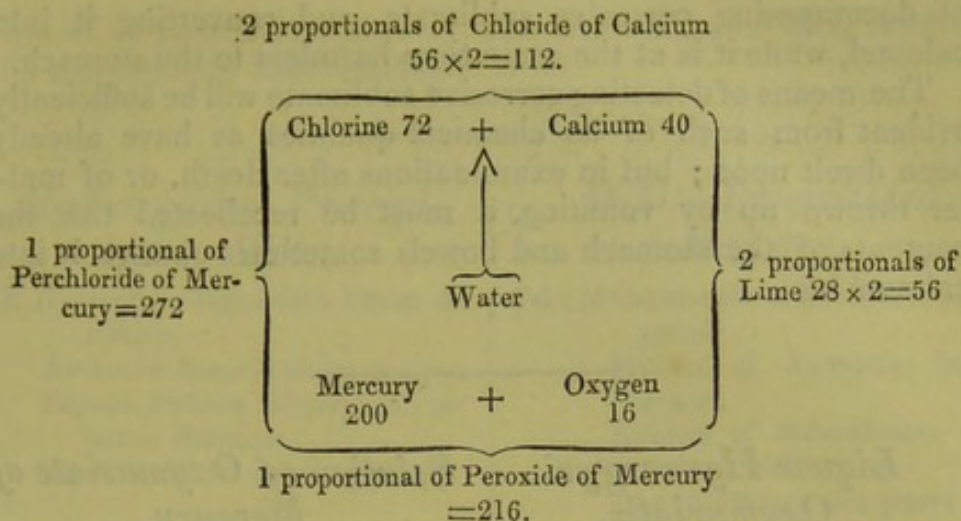 2 proportionals of Chloride of Calcium
56 × 2=112.
Chlorine 72 + Calcium 40
1 proportional of
Perchloride of Mer-
cury=272
Water
2 proportionals of
Lime 28 × 2=56
Mercury + Oxygen
200 16
1 proportional of Peroxide of Mercury
=216.